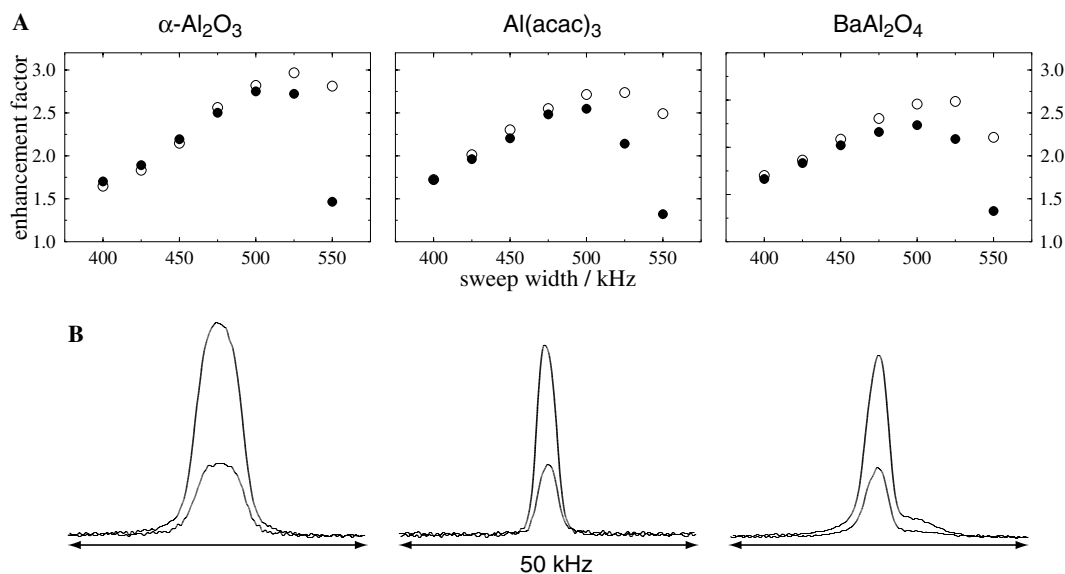 A
α-Al₂O₃ Al(acac)₃ BaAl₂O₄
enhancement factor
3.0 3.0
2.5 2.5
2.0 2.0
1.5 1.5
1.0 1.0
400 450 500 550 400 450 500 550 400 450 500 550
sweep width / kHz
B
50 kHz